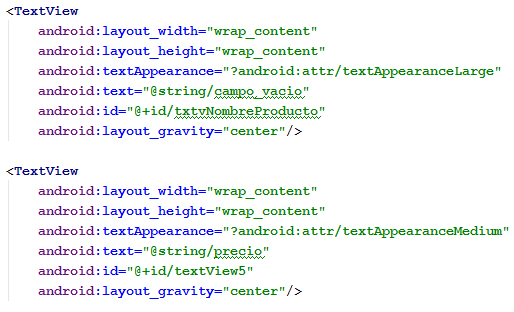 <TextView
android:layout_width="wrap_content"
android:layout_height="wrap_content"
android:textAppearance="?android:attr/textAppearanceLarge"
android:text="@string/campo_vacio"
android:id="@+id/txtvNombreProducto"
android:layout_gravity="center"/>
<TextView
android:layout_width="wrap_content"
android:layout_height="wrap_content"
android:textAppearance="?android:attr/textAppearanceMedium"
android:text="@string/precio"
android:id="@+id/textView5"
android:layout_gravity="center"/>